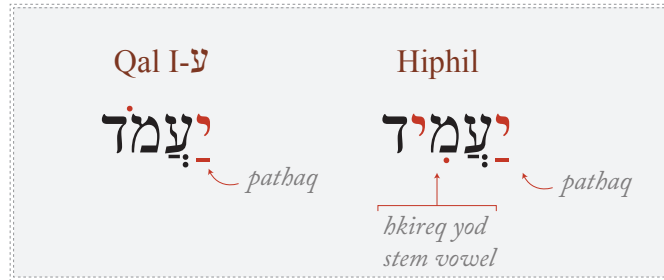 Qal I-ע
Hiphil
יַעֲמֹד
pathaq
יַעֲמִיד
pathaq
hkireq yod
stem vowel